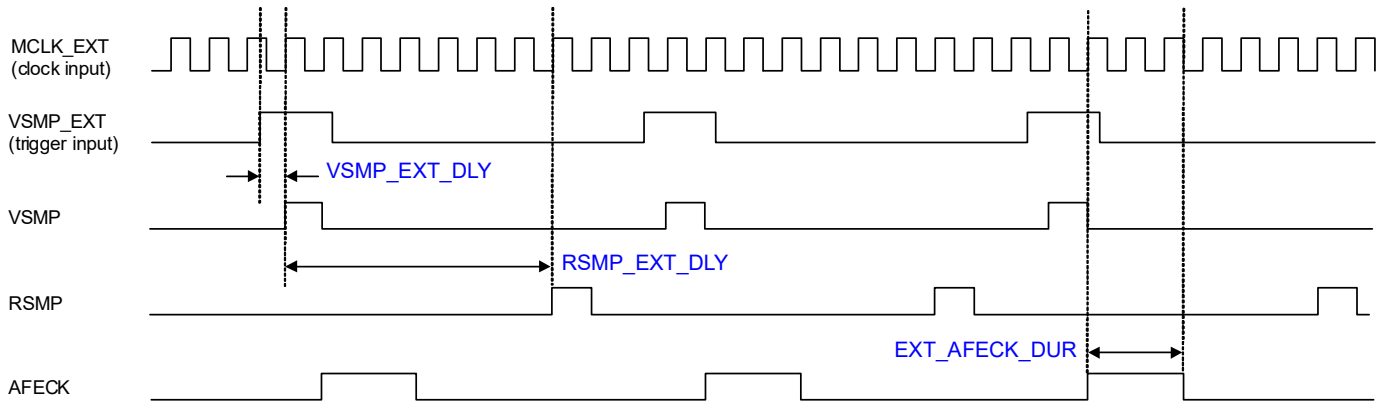 MCLK_EXT
(clock input)
VSMP_EXT
(trigger input)
VSMP_EXT_DLY
VSMP
RSMP_EXT_DLY
RSMP
EXT_AFECK_DUR
AFECK